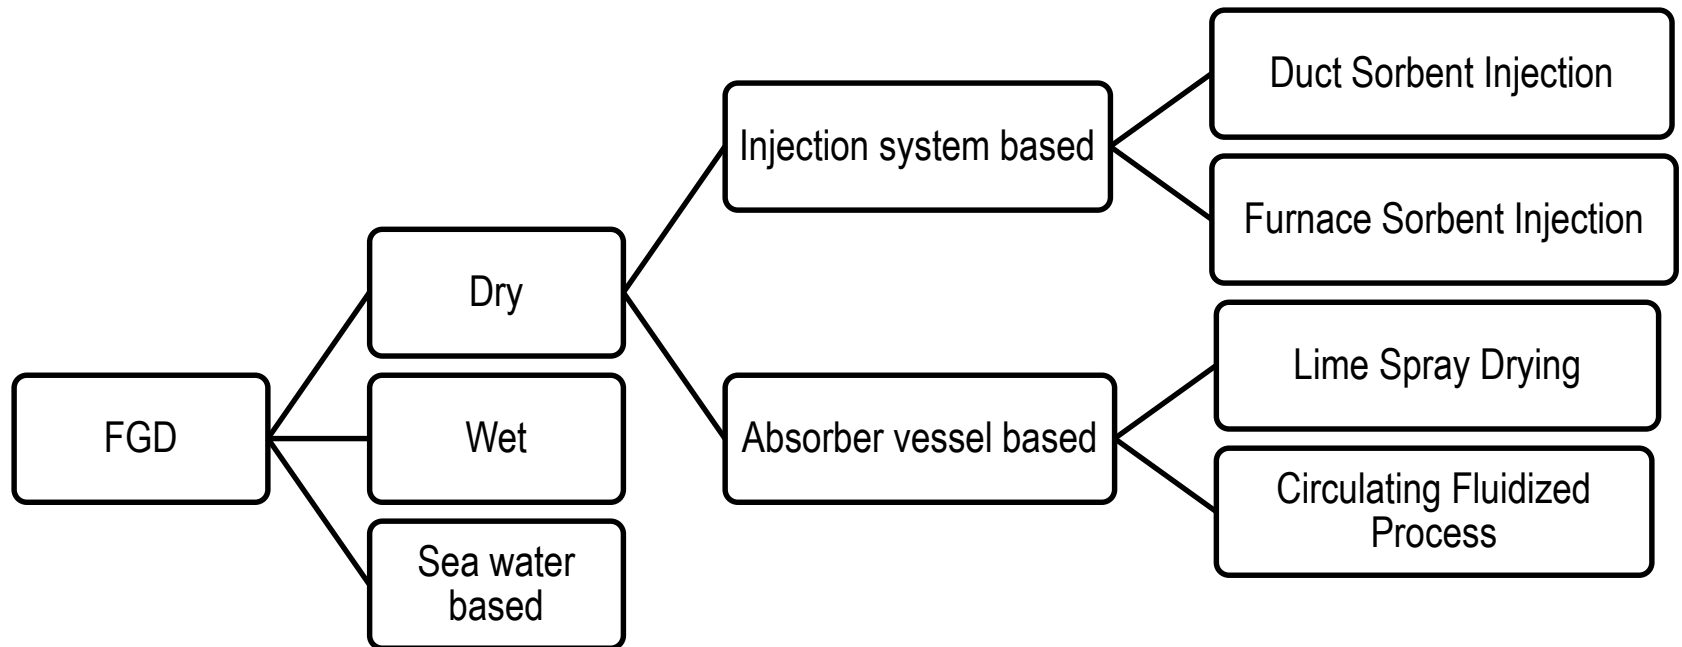 FGD
Dry
Wet
Sea water
based
Injection system based
Absorber vessel based
Duct Sorbent Injection
Furnace Sorbent Injection
Lime Spray Drying
Circulating Fluidized
Process